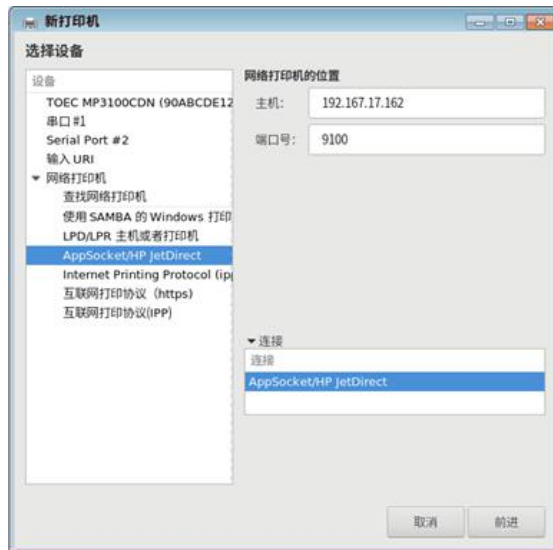 新打印机
选择设备
设备
TOEC MP3100CDN (90ABCDE12
串口 #1
Serial Port #2
输入 URI
网络打印机
查找网络打印机
使用 SAMBA 的 Windows 打印
LPD/LPR 主机或者打印机
AppSocket/HP JetDirect
Internet Printing Protocol (ipp
互联网打印协议（https)
互联网打印协议(IPP)
网络打印机的位置
主机: 192.167.17.162
端口号: 9100
连接
连接
AppSocket/HP JetDirect
取消 前进